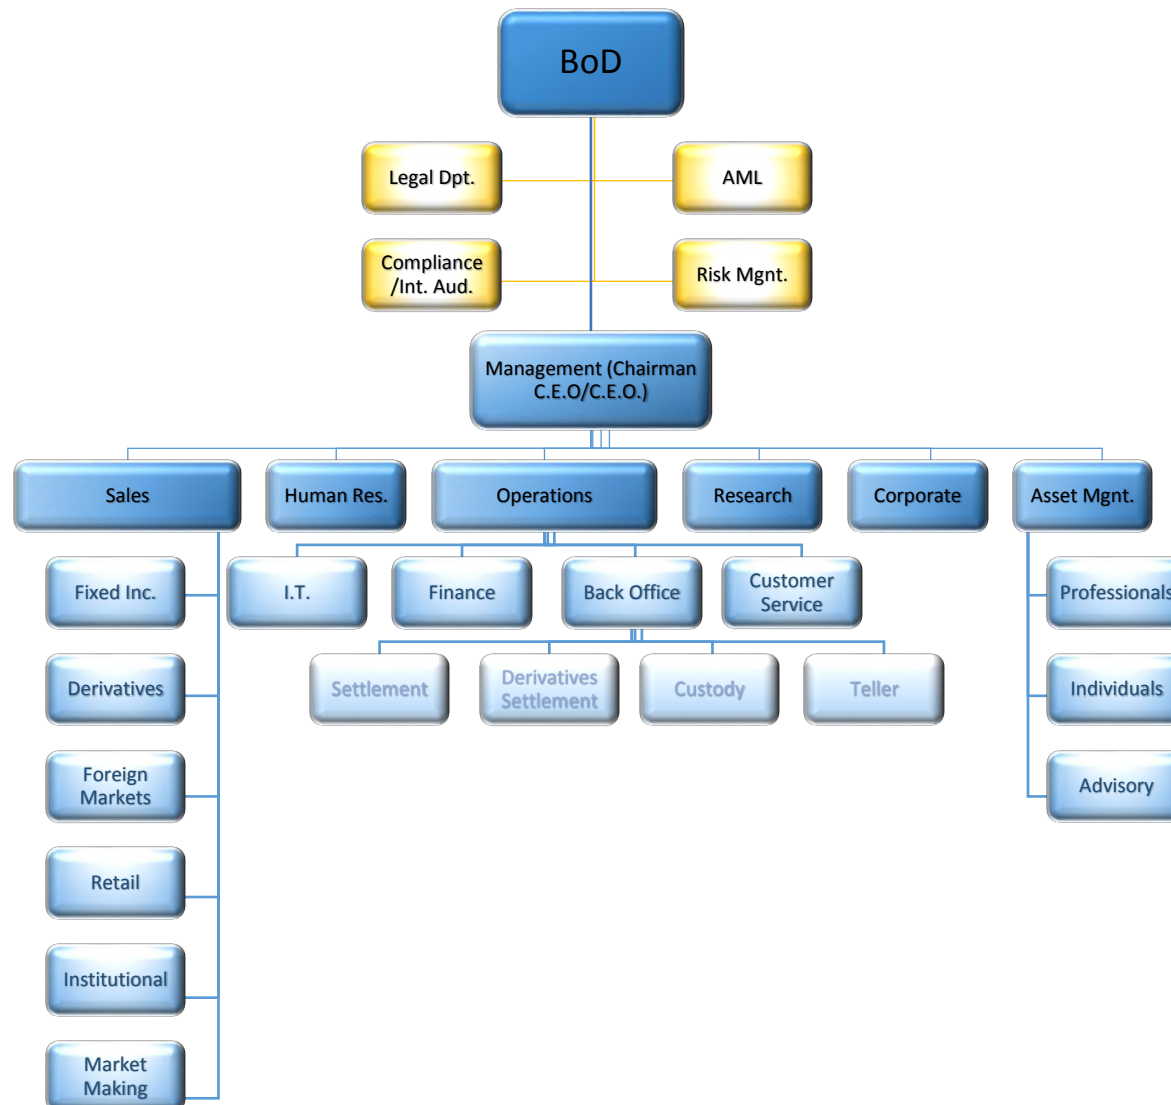 BoD
Legal Dpt.
AML
Compliance
/Int. Aud.
Risk Mgnt.
Management (Chairman
C.E.O/C.E.O.)
Sales
Human Res.
Operations
Research
Corporate
Asset Mgnt.
Fixed Inc.
I.T.
Finance
Back Office
Customer
Service
Professionals
Derivatives
Settlement
Derivatives
Settlement
Custody
Teller
Individuals
Foreign
Markets
Advisory
Retail
Institutional
Market
Making